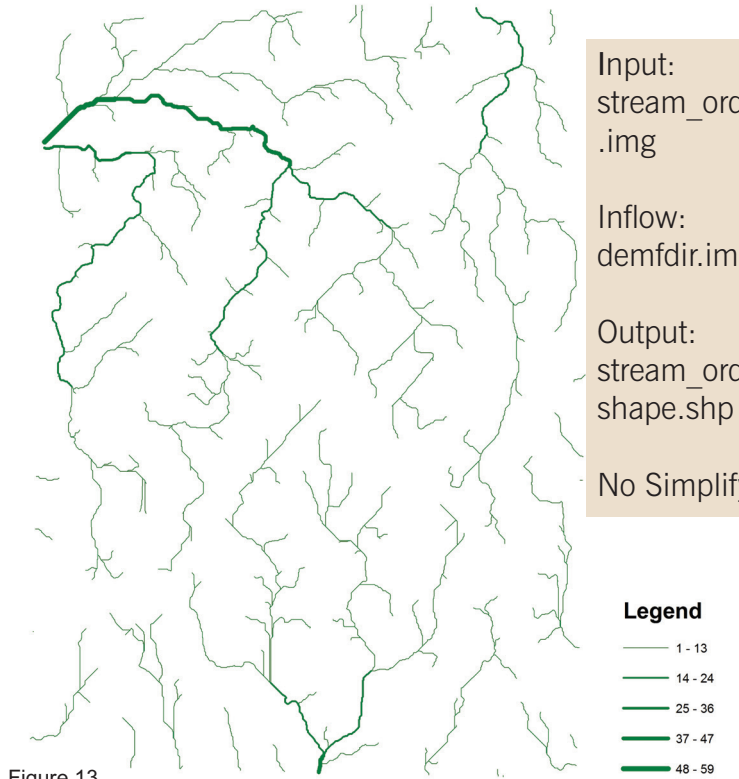 Input:
stream_ord
.img
Inflow:
demfdir.im
Output:
stream_ord
shape.shp
No Simplify
Legend
1 - 13
14 - 24
25 - 36
37 - 47
48 - 59
Figure 13